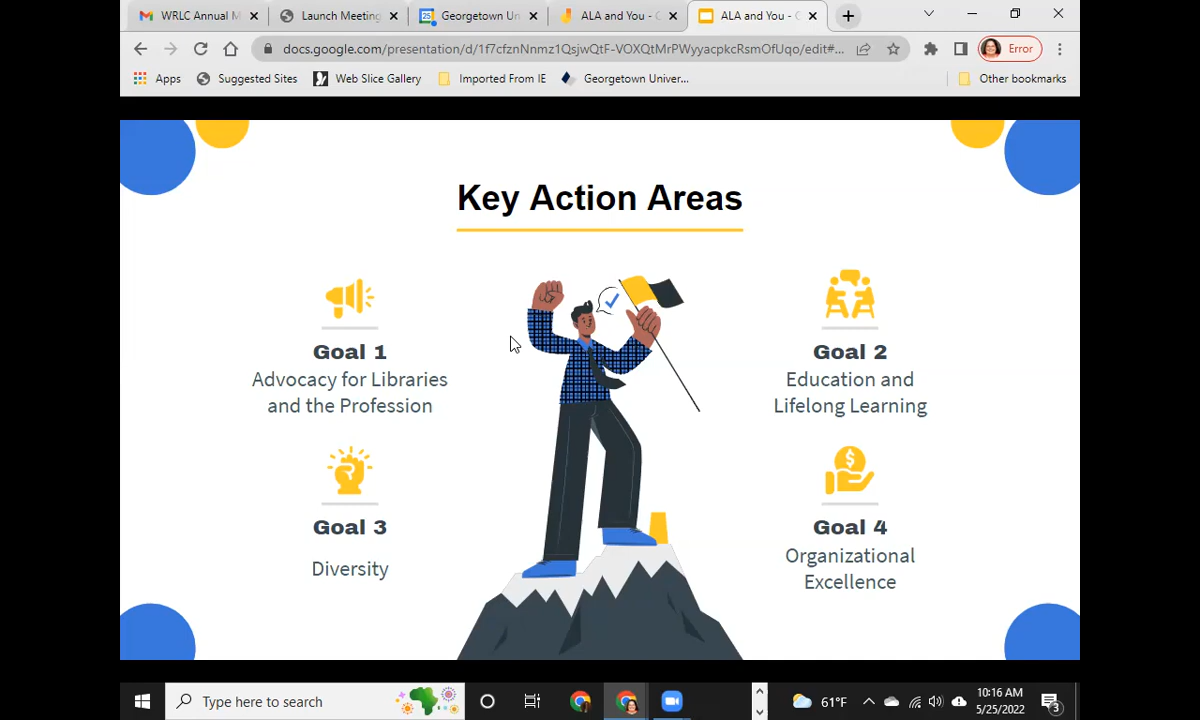 WRLC Annual M
Launch Meeting
25
Georgetown Un
ALA and You - G
ALA and You - G
docs.google.com/presentation/d/1f7cfznNnmz1QsjwQtF-VOXQtMrPWyyacpkcRsmOfUqo/edit#...
Error
Apps
Suggested Sites
Web Slice Gallery
Imported From IE
Georgetown Univer...
Other bookmarks
Key Action Areas
Goal 1
Advocacy for Libraries
and the Profession
Goal 2
Education and
Lifelong Learning
Goal 3
Diversity
$
Goal 4
Organizational
Excellence
Type here to search
61°F
10:16 AM
5/25/2022
3